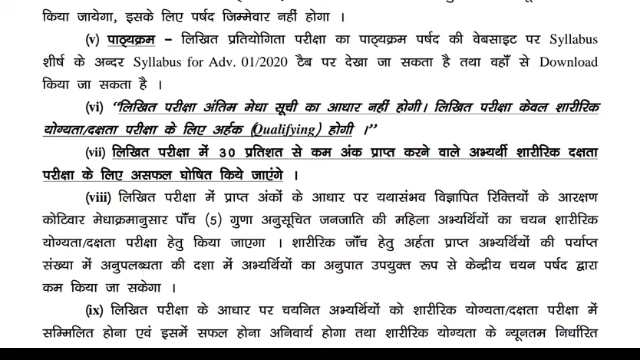 किया जायेगा, इसके लिए पर्षद जिम्मेवार नहीं होगा ।
(v) पाठ्यक्रम – लिखित प्रतियोगिता परीक्षा का पाठ्यक्रम पर्षद की वेबसाइट पर Syllabus
शीर्ष के अन्दर Syllabus for Adv. 01/2020 टैब पर देखा जा सकता है तथा वहाँ से Download
किया जा सकता है ।
(vi) “लिखित परीक्षा अंतिम मेधा सूची का आधार नहीं होगी। लिखित परीक्षा केवल शारीरिक
योग्यता/दक्षता परीक्षा के लिए अर्हक (Qualifying) होगी ।”
(vii) लिखित परीक्षा में 30 प्रतिशत से कम अंक प्राप्त करने वाले अभ्यर्थी शारीरिक दक्षता
परीक्षा के लिए असफल घोषित किये जाएंगे ।
(viii) लिखित परीक्षा में प्राप्त अंकों के आधार पर यथासंभव विज्ञापित रिक्तियों के आरक्षण
कोटिवार मेधाक्रमानुसार पाँच (5) गुणा अनुसूचित जनजाति की महिला अभ्यर्थियों का चयन शारीरिक
योग्यता/दक्षता परीक्षा हेतु किया जाएगा । शारीरिक जाँच हेतु अर्हता प्राप्त अभ्यर्थियों की पर्याप्त
संख्या में अनुपलब्धता की दशा में अभ्यर्थियों का अनुपात उपयुक्त रूप से केन्द्रीय चयन पर्षद द्वारा
कम किया जा सकेगा ।
(ix) लिखित परीक्षा के आधार पर चयनित अभ्यर्थियों को शारीरिक योग्यता/दक्षता परीक्षा में
सम्मिलित होना एवं इसमें सफल होना अनिवार्य होगा तथा शारीरिक योग्यता के न्यूनतम निर्धारित